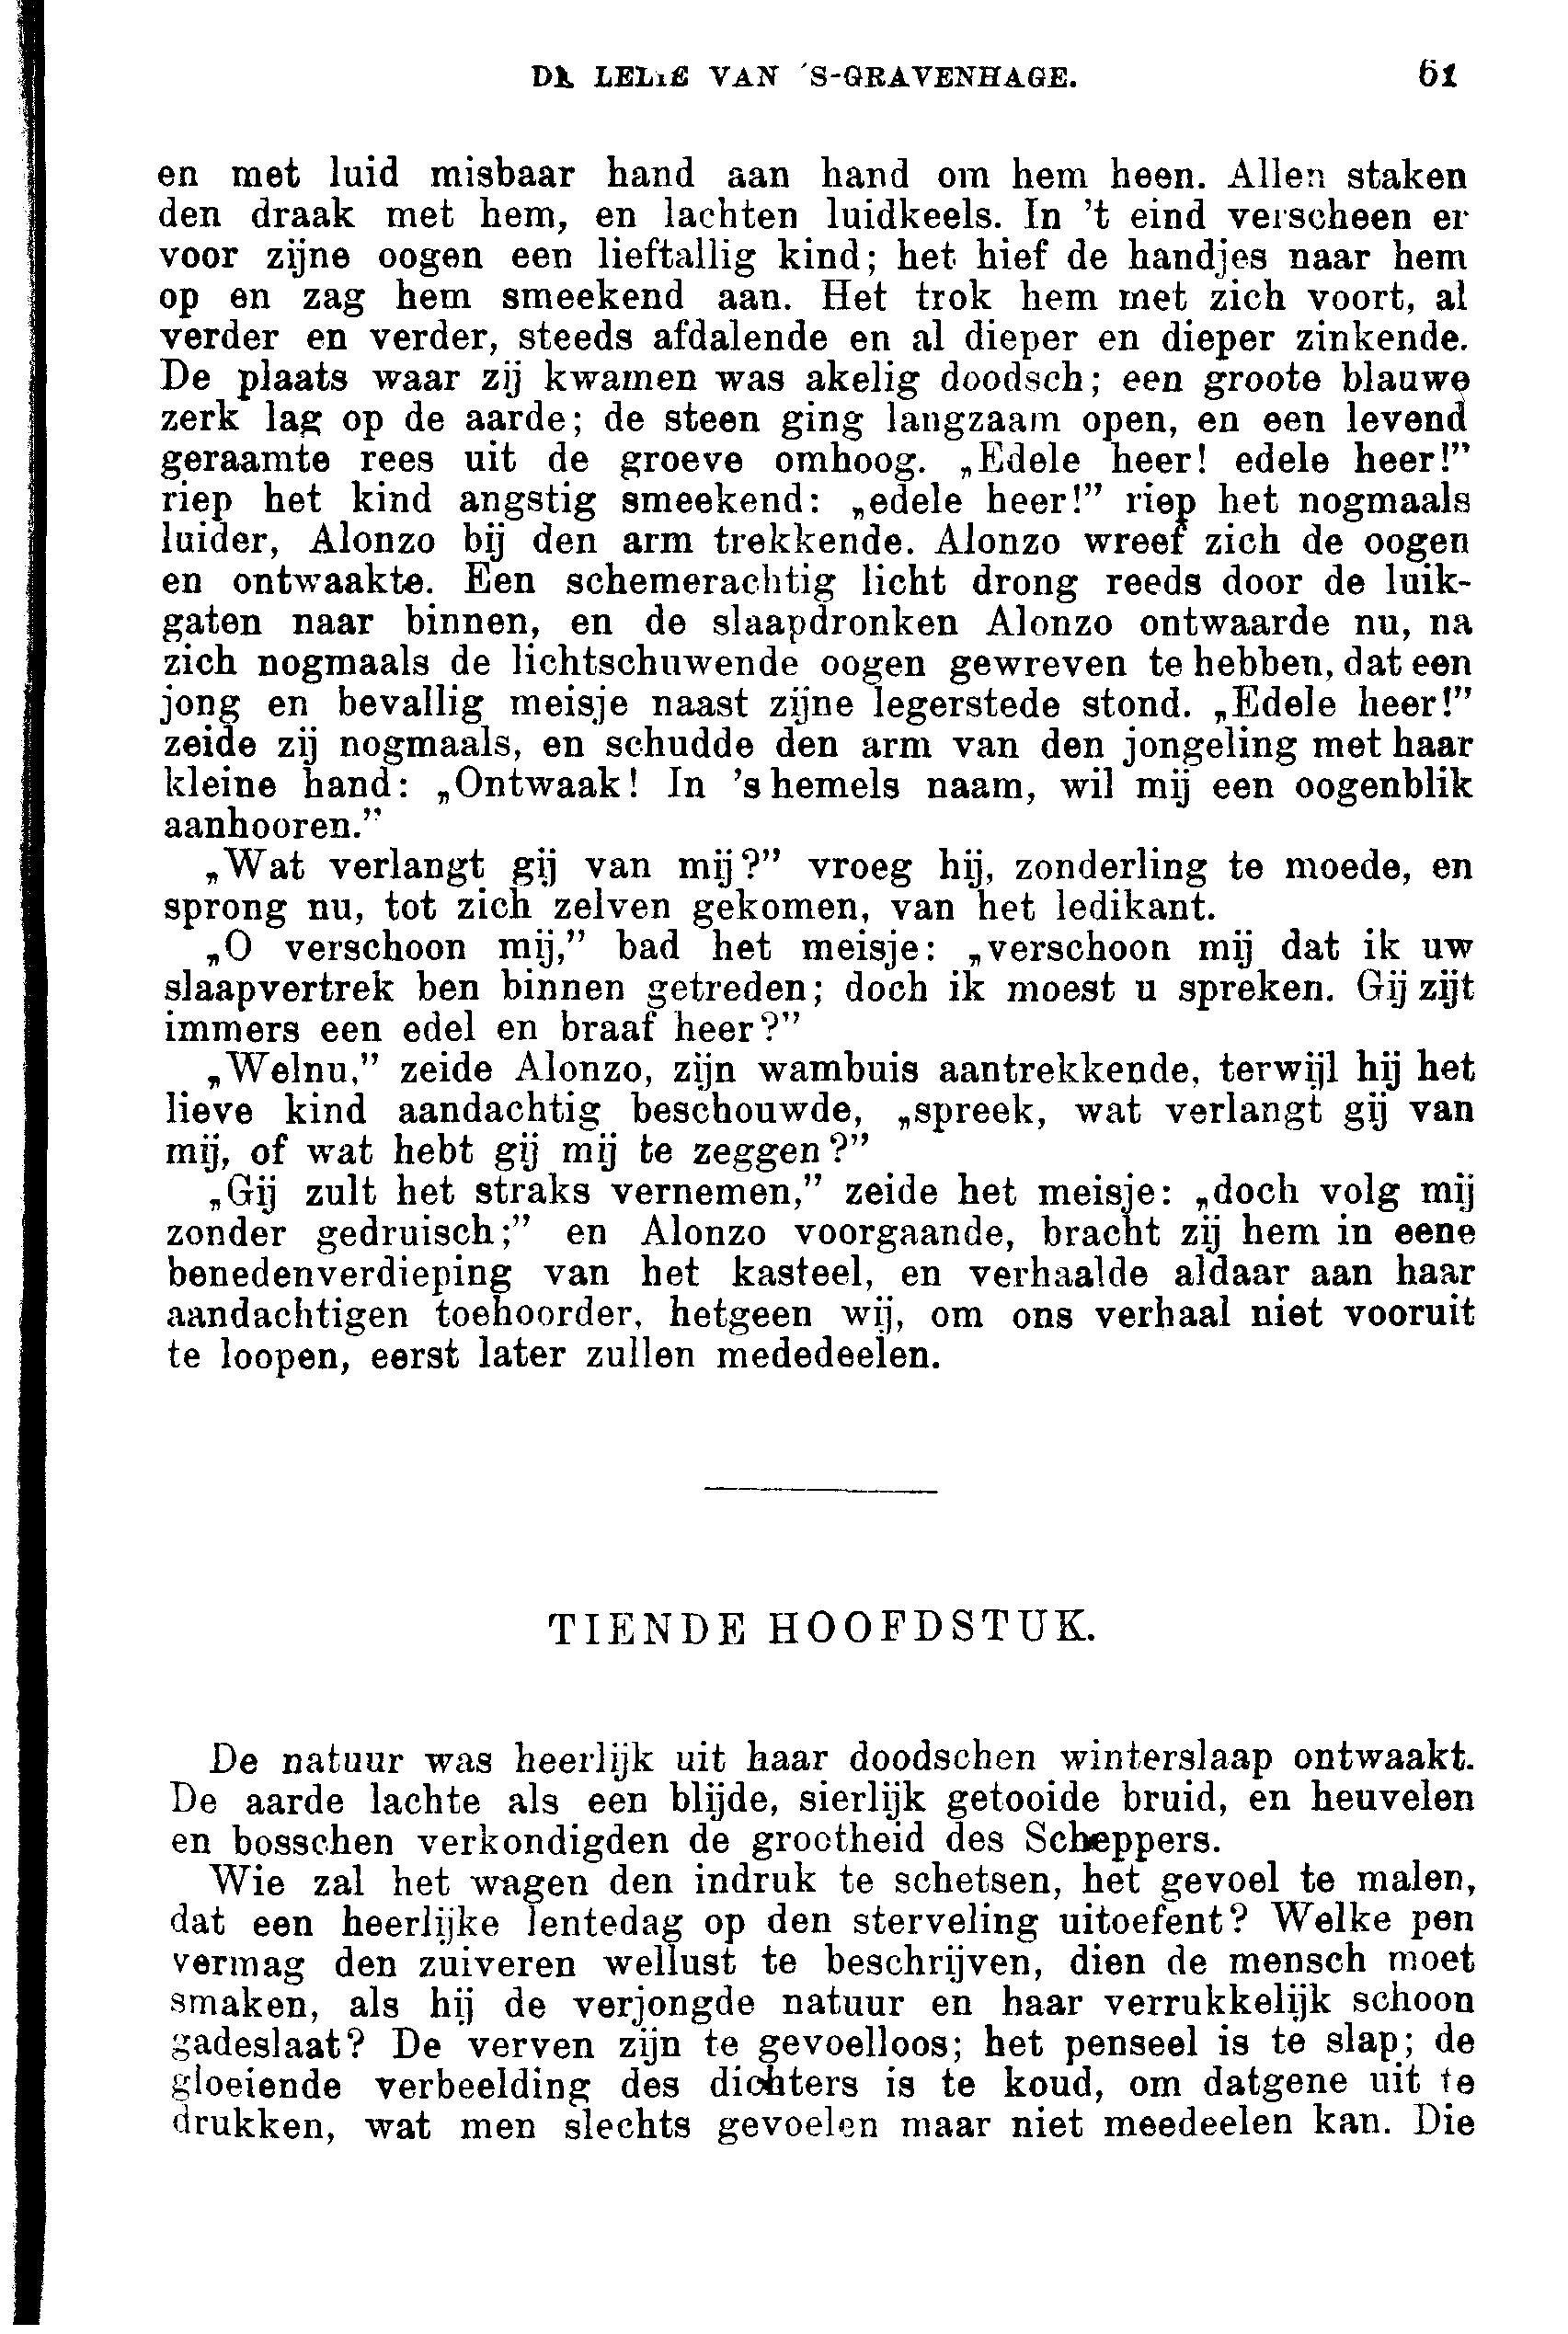 DE LELIE VAN 'S-GRAVENHAGE. 61
en met luid misbaar hand aan hand om hem heen. Allen staken
den draak met hem, en lachten luidkeels. In 't eind verscheen er
voor zijne oogen een lieftallig kind; het hief de handjes naar hem
op en zag hem smeekend aan. Het trok hem met zich voort, al
verder en verder, steeds afdalende en al dieper en dieper zinkende.
De plaats waar zij kwamen was akelig doodsch; een groote blauwe
zerk lag op de aarde; de steen ging langzaam open, en een levend
geraamte rees uit de groeve omhoog. „Edele heer! edele heer!”
riep het kind angstig smeekend: „edele heer!” riep het nogmaals
luider, Alonzo bij den arm trekkende. Alonzo wreef zich de oogen
en ontwaakte. Een schemerachtig licht drong reeds door de luik-
gaten naar binnen, en de slaapdronken Alonzo ontwaarde nu, na
zich nogmaals de lichtschuwende oogen gewreven te hebben, dat een
jong en bevallig meisje naast zijne legerstede stond. „Edele heer!”
zeide zij nogmaals, en schudde den arm van den jongeling met haar
kleine hand: „Ontwaak! In 's hemels naam, wil mij een oogenblik
aanhooren.”
„Wat verlangt gij van mij?” vroeg hij, zonderling te moede, en
sprong nu, tot zich zelven gekomen, van het ledikant.
„O verschoon mij,” bad het meisje: „verschoon mij dat ik uw
slaapvertrek ben binnen getreden; doch ik moest u spreken. Gij zijt
immers een edel en braaf heer?”
„Welnu,” zeide Alonzo, zijn wambuis aantrekkende, terwijl hij het
lieve kind aandachtig beschouwde, „spreek, wat verlangt gij van
mij, of wat hebt gij mij te zeggen?”
„Gij zult het straks vernemen,” zeide het meisje: „doch volg mij
zonder gedruisch;” en Alonzo voorgaande, bracht zij hem in eene
benedenverdieping van het kasteel, en verhaalde aldaar aan haar
aandachtigen toehoorder, hetgeen wij, om ons verhaal niet vooruit
te loopen, eerst later zullen mededeelen.
TIENDE HOOFDSTUK.
De natuur was heerlijk uit haar doodschen winterslaap ontwaakt.
De aarde lachte als een blijde, sierlijk getooide bruid, en heuvelen
en bosschen verkondigden de grootheid des Scheppers.
Wie zal het wagen den indruk te schetsen, het gevoel te malen,
dat een heerlijke lentedag op den sterveling uitoefent? Welke pen
vermag den zuiveren wellust te beschrijven, dien de mensch moet
smaken, als hij de verjongde natuur en haar verrukkelijk schoon
gadeslaat? De verven zijn te gevoelloos; het penseel is te slap; de
gloeiende verbeelding des dichters is te koud, om datgene uit te
drukken, wat men slechts gevoelen maar niet meedeelen kan. Die